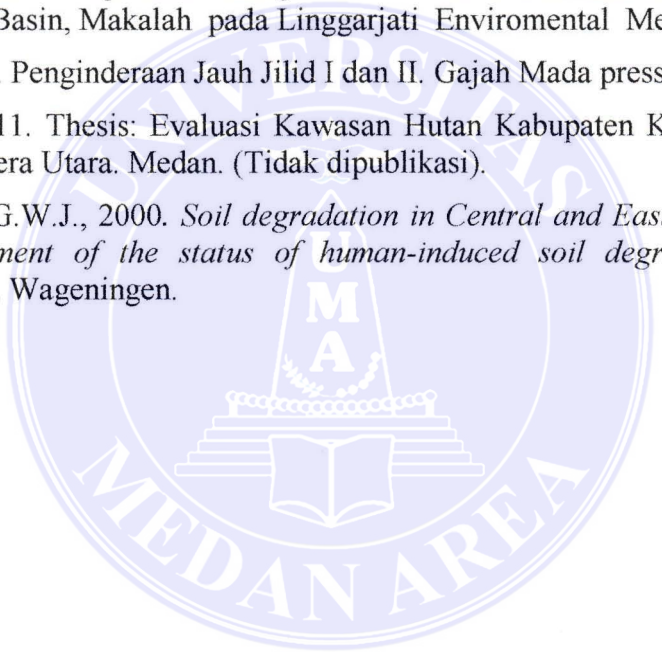 Basin, Makalah pada Linggarjati Enviromental Me
Penginderaan Jauh Jilid I dan II. Gajah Mada press
11. Thesis: Evaluasi Kawasan Hutan Kabupaten K
era Utara. Medan. (Tidak dipublikasi).
G.W.J., 2000. Soil degradation in Central and Eas
ment of the status of human-induced soil degr
Wageningen.
UNIVERSITAS
UMA
MEDAN AREA